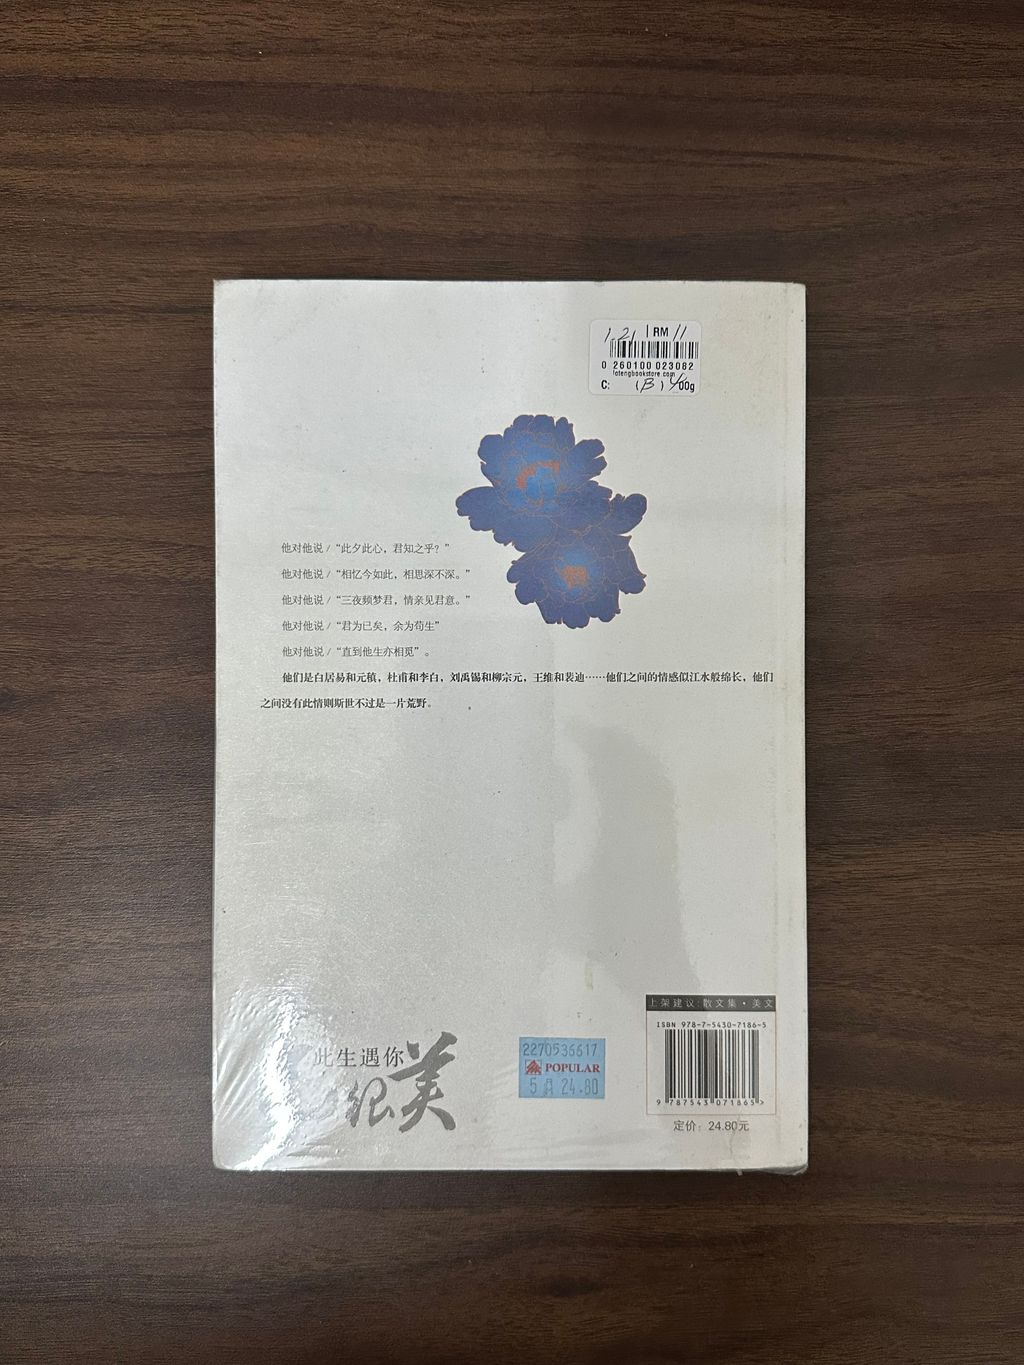 1.21 | RM 11
0 260100 023082
lotengbookstore.com
C: (B) 400g
他对他说 / “此夕此心，君知之乎？”
他对他说 / “相忆今如此，相思深不深。”
他对他说 / “三夜频梦君，情亲见君意。”
他对他说 / “君为已矣，余为苟生”
他对他说 / “直到他生亦相觅” 。
他们是白居易和元稹，杜甫和李白，刘禹锡和柳宗元，王维和裴迪……他们之间的情感似江水般绵长，他们
之间没有此情则斯世不过是一片荒野。
此生遇你
很美
2270536617
POPULAR
5月 24.80
上架建议：散文集·美文
ISBN 978-7-5430-7186-5
9 787543 071865 >
定价：24.80元